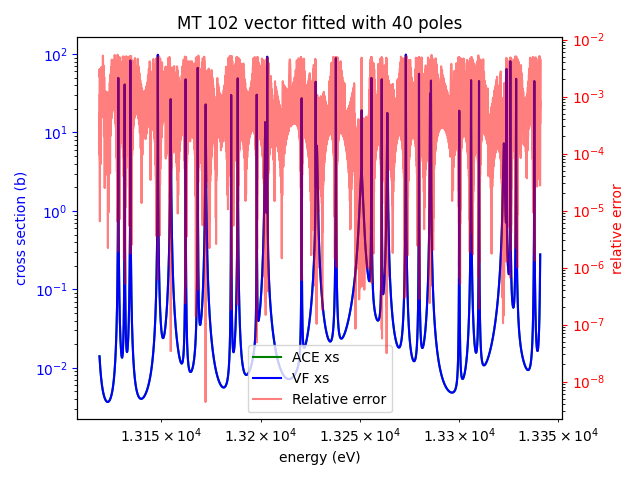 MT 102 vector fitted with 40 poles
10² 10⁻²
10⁻³
10¹ 10⁻⁴
10⁰ 10⁻⁵
10⁻¹ 10⁻⁶
10⁻⁷
10⁻² 10⁻⁸
cross section (b)
relative error
ACE xs
VF xs
Relative error
1.315 × 10⁴ 1.32 × 10⁴ 1.325 × 10⁴ 1.33 × 10⁴ 1.335 × 10⁴
energy (eV)